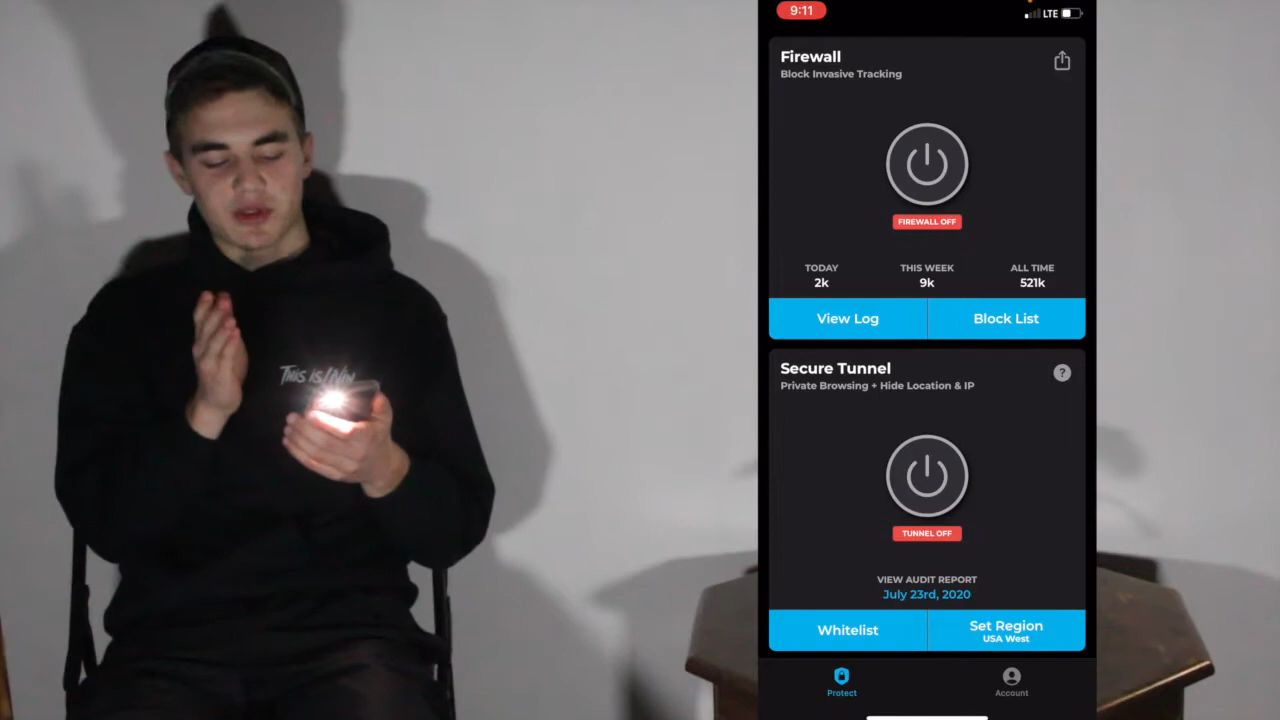 9:11
LTE
Firewall
Block Invasive Tracking
FIREWALL OFF
TODAY
THIS WEEK
ALL TIME
2k
9k
521k
View Log
Block List
Secure Tunnel
?
Private Browsing + Hide Location & IP
TUNNEL OFF
VIEW AUDIT REPORT
July 23rd, 2020
Whitelist
Set Region
USA West
Protect
Account
THIS IS